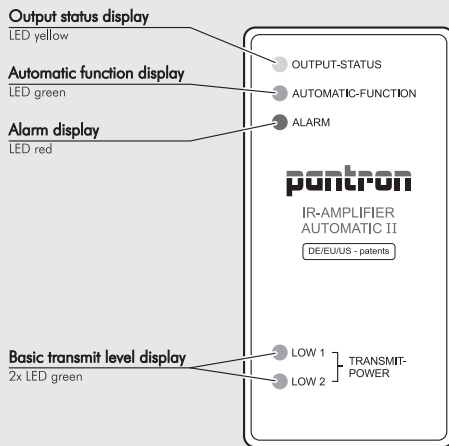 Output status display
LED yellow
Automatic function display
LED green
Alarm display
LED red
Basic transmit level display
2x LED green
OUTPUT-STATUS
AUTOMATIC-FUNCTION
ALARM
pantron
IR-AMPLIFIER
AUTOMATIC II
DE/EU/US - patents
LOW 1
LOW 2
TRANSMIT-
POWER